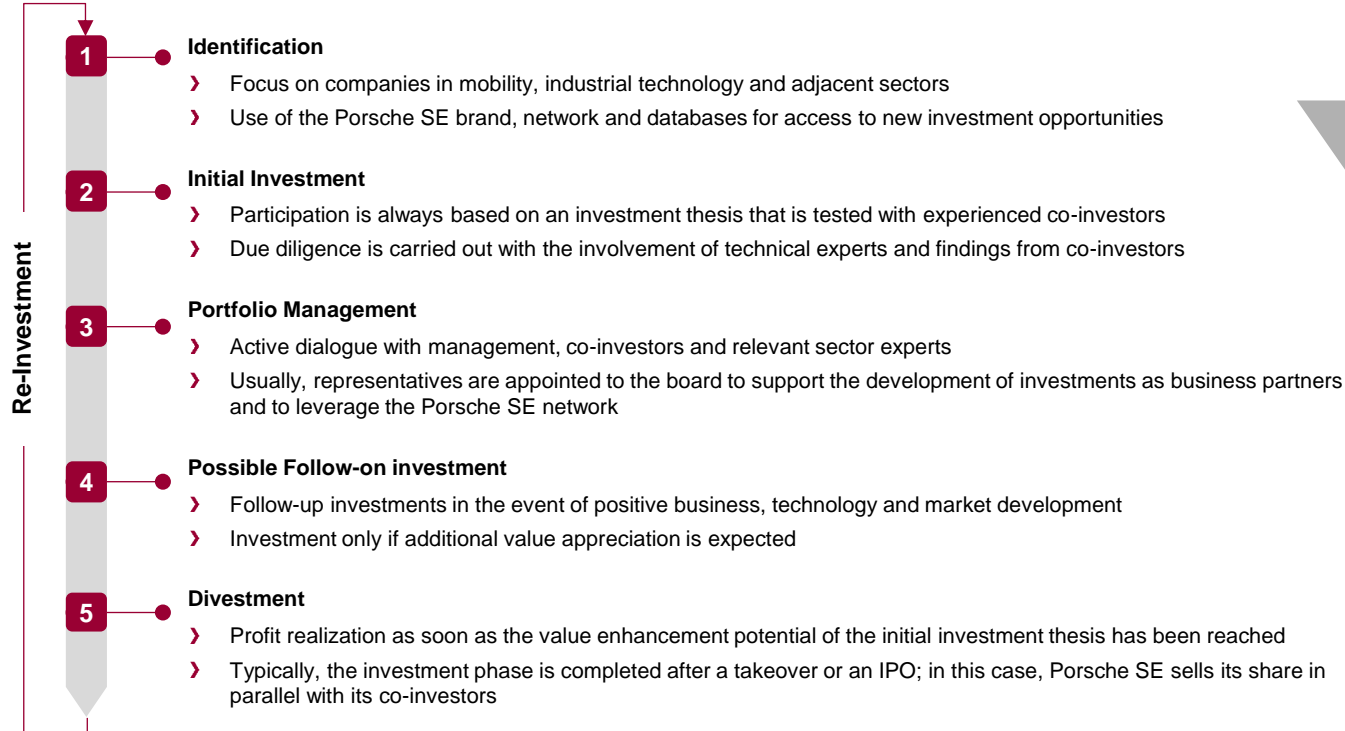 1
Identification
❯ Focus on companies in mobility, industrial technology and adjacent sectors
❯ Use of the Porsche SE brand, network and databases for access to new investment opportunities
2
Initial Investment
❯ Participation is always based on an investment thesis that is tested with experienced co-investors
❯ Due diligence is carried out with the involvement of technical experts and findings from co-investors
Re-Investment
3
Portfolio Management
❯ Active dialogue with management, co-investors and relevant sector experts
❯ Usually, representatives are appointed to the board to support the development of investments as business partners
and to leverage the Porsche SE network
4
Possible Follow-on investment
❯ Follow-up investments in the event of positive business, technology and market development
❯ Investment only if additional value appreciation is expected
5
Divestment
❯ Profit realization as soon as the value enhancement potential of the initial investment thesis has been reached
❯ Typically, the investment phase is completed after a takeover or an IPO; in this case, Porsche SE sells its share in
parallel with its co-investors